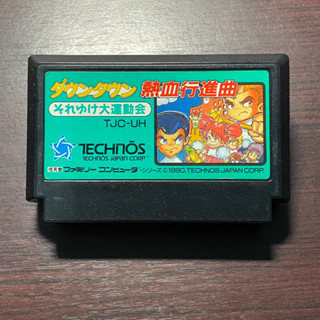 ダウンタウン 熱血行進曲
それゆけ大運動会
TJC-UH
TECHNŌS
TECHNOS JAPAN CORP.
ファミリー コンピュータ・シリーズ ©1990, TECHNOS JAPAN CORP.